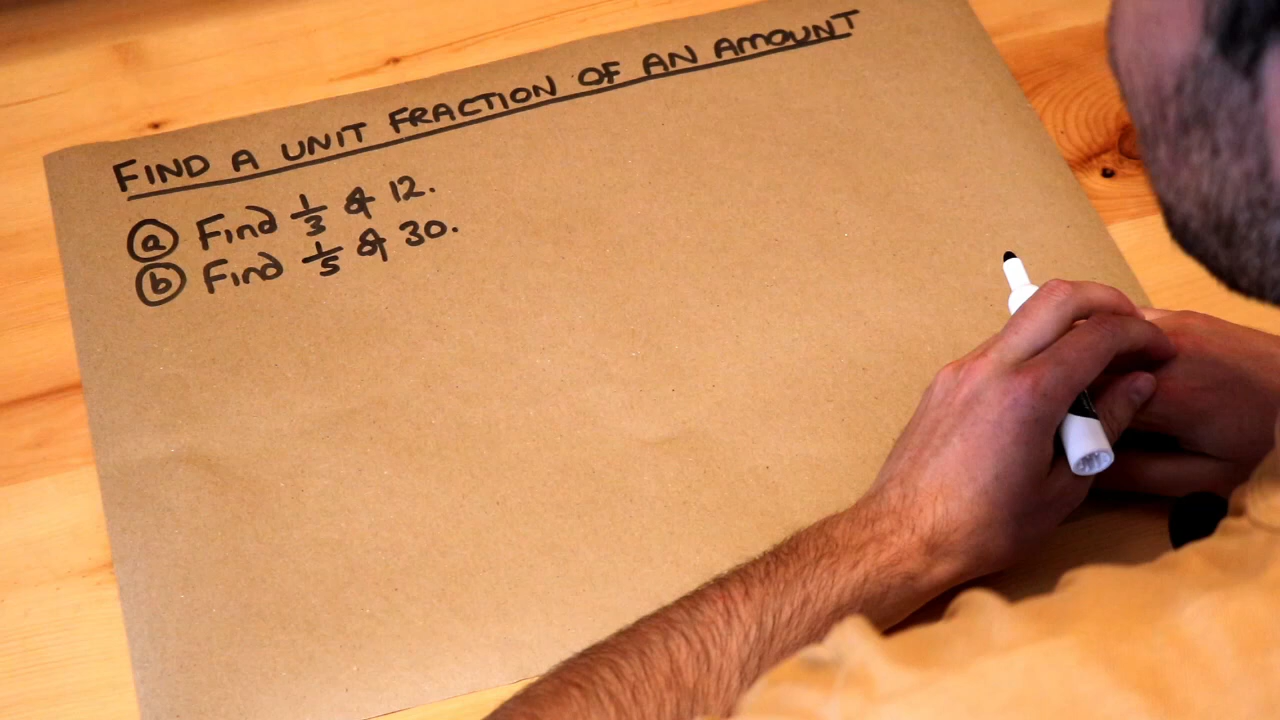 FIND A UNIT FRACTION OF AN AMOUNT
ⓐ Find 1/3 of 12.
ⓑ Find 1/5 of 30.